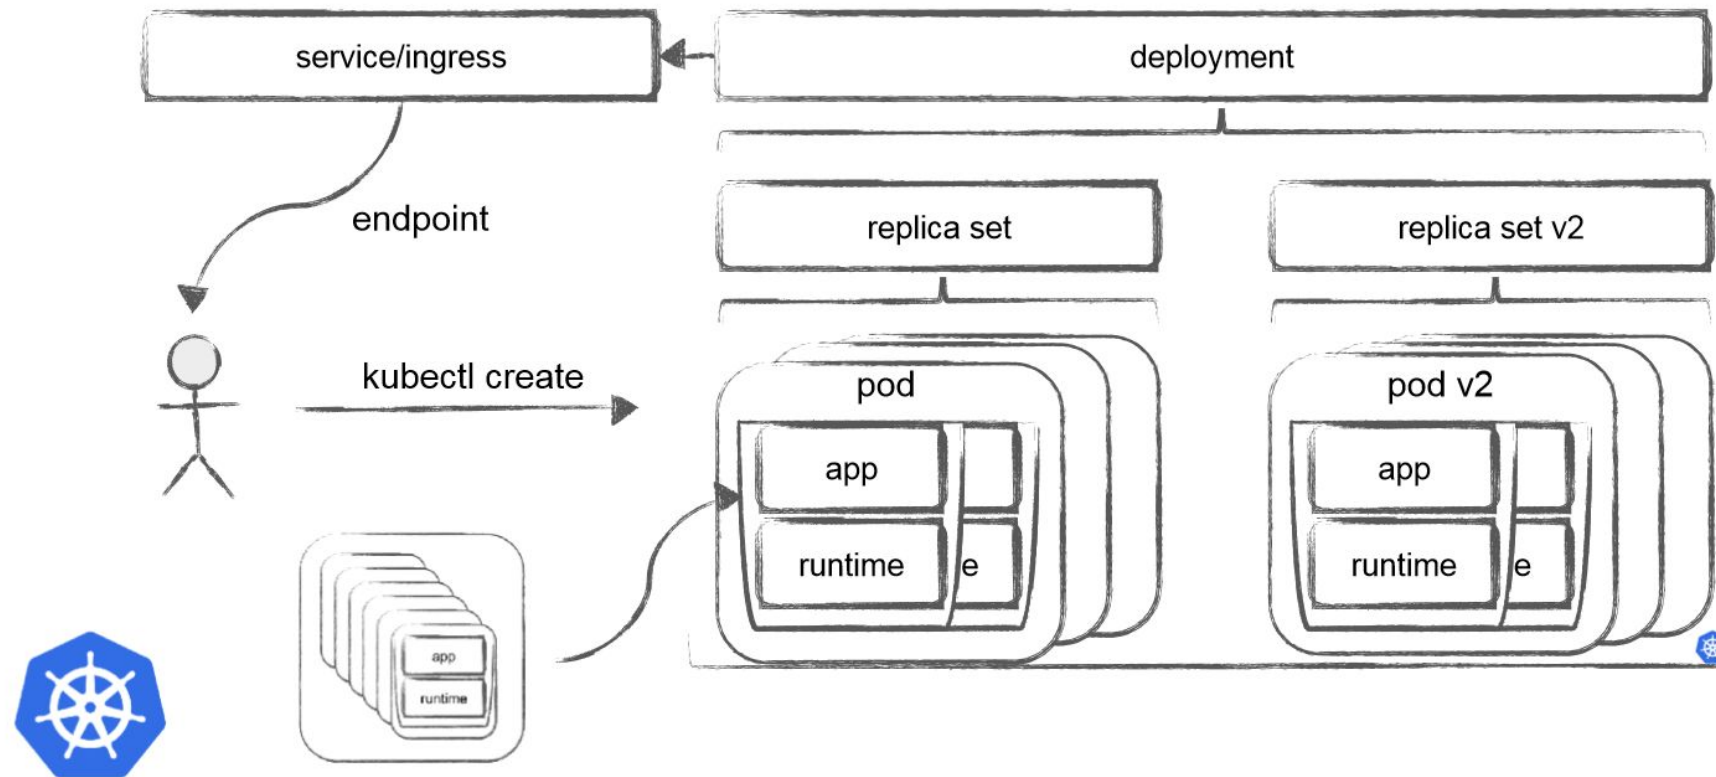 service/ingress
deployment
endpoint
replica set
replica set v2
kubectl create
pod
pod v2
app
app
runtime
e
runtime
e
app
runtime